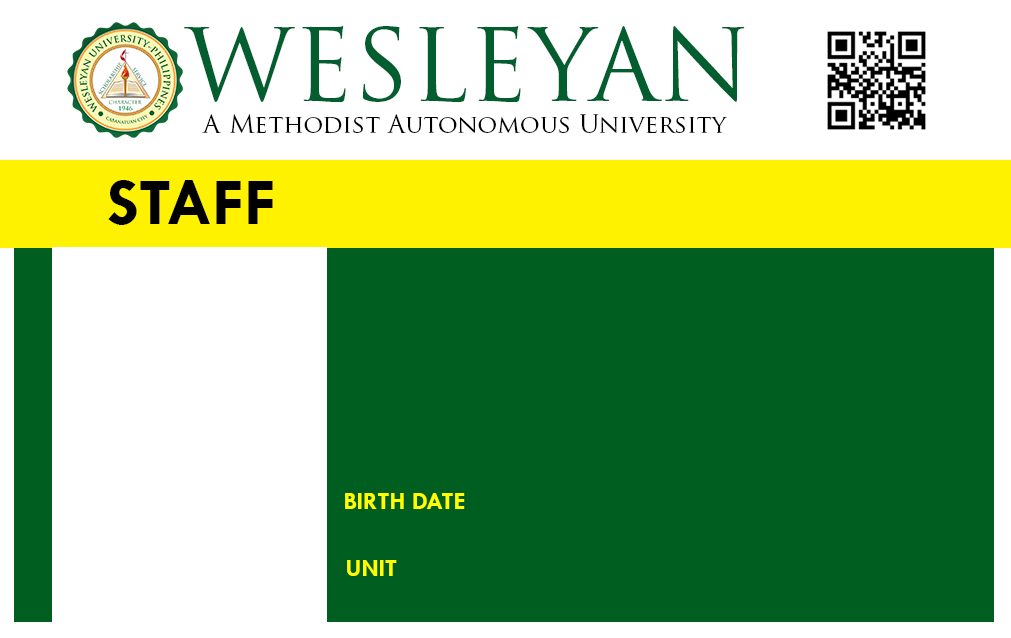 WESLEYAN UNIVERSITY-PHILIPPINES
SCHOLARSHIP
SERVICE
CHARACTER
1946
CABANATUAN CITY
WESLEYAN
A METHODIST AUTONOMOUS UNIVERSITY
STAFF
BIRTH DATE
UNIT